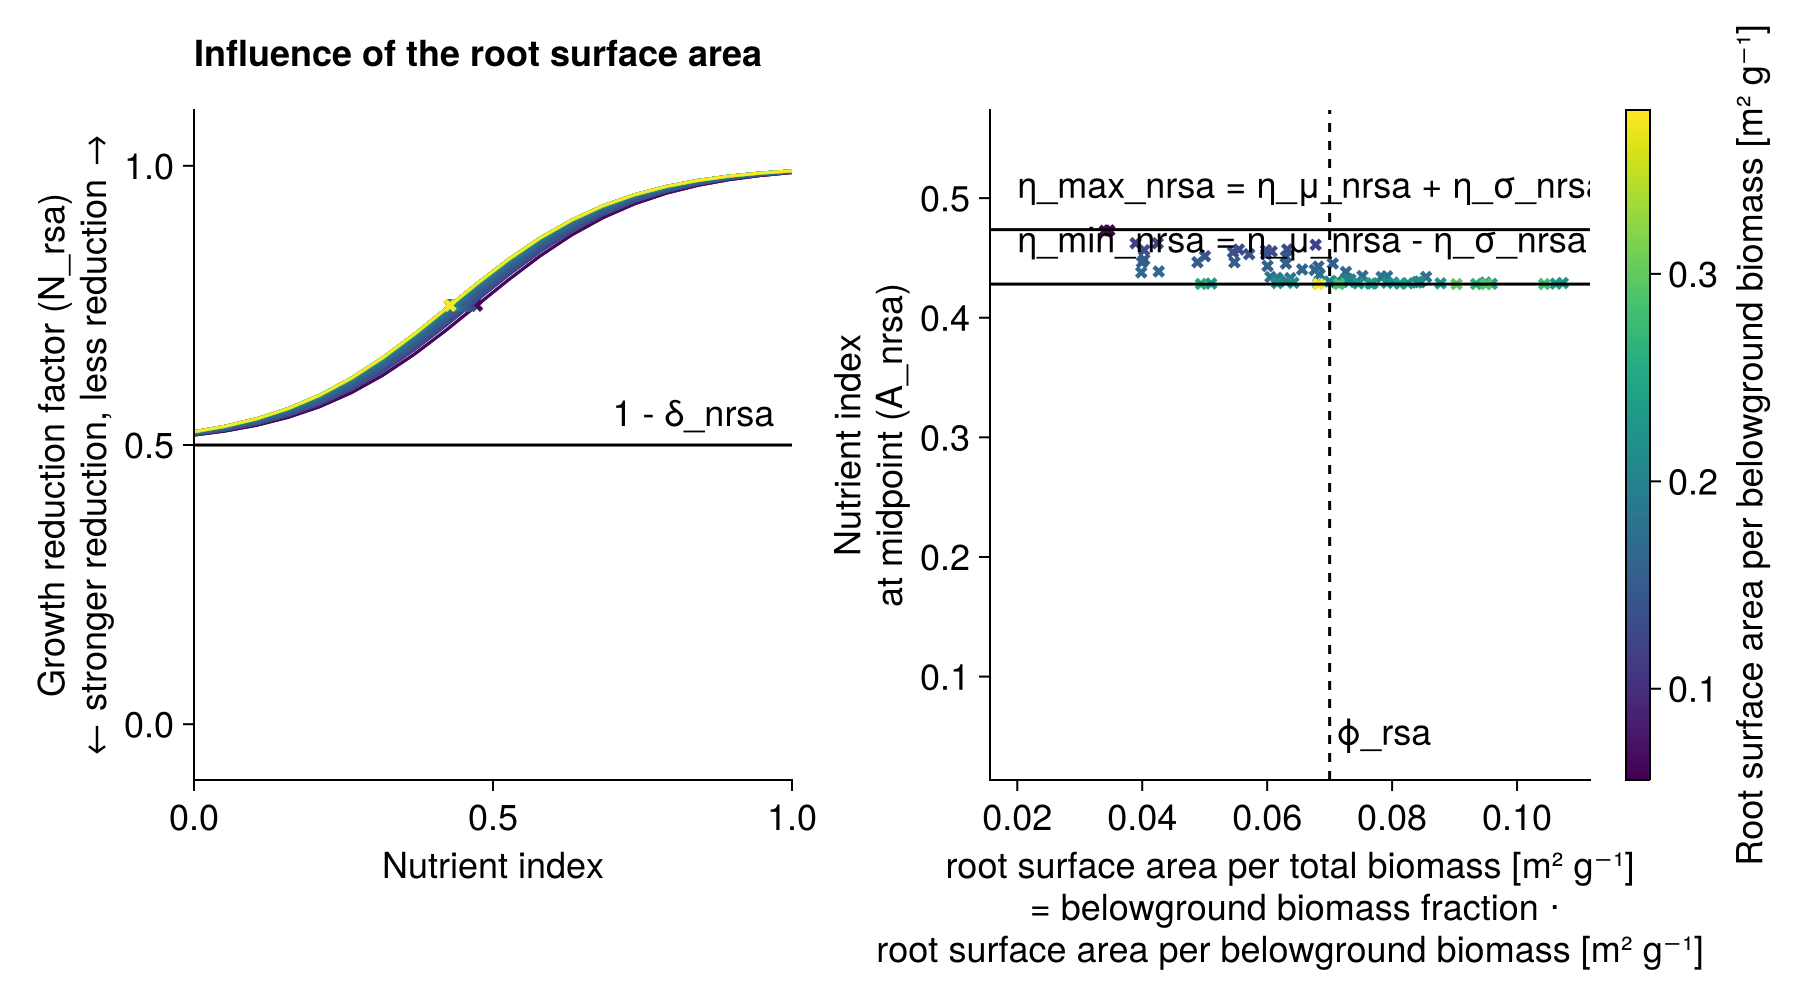 Influence of the root surface area
Growth reduction factor (N_rsa)
← stronger reduction, less reduction →
1.0
0.5
0.0
1 - δ_nrsa
0.0
0.5
1.0
Nutrient index
Nutrient index
at midpoint (A_nrsa)
0.5
0.4
0.3
0.2
0.1
η_max_nrsa = η_μ_nrsa + η_σ_nrsa
η_min_nrsa = η_μ_nrsa - η_σ_nrsa
ϕ_rsa
0.02
0.04
0.06
0.08
0.10
root surface area per total biomass [m² g⁻¹]
= belowground biomass fraction ·
root surface area per belowground biomass [m² g⁻¹]
0.3
0.2
0.1
Root surface area per belowground biomass [m² g⁻¹]